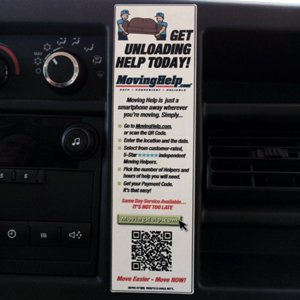 GET
UNLOADING
HELP TODAY!
MovingHelp.com
SAFE • CONVENIENT • RELIABLE
Moving Help is just a
smartphone away wherever
you're moving. Simply...
Go to MovingHelp.com,
or scan the QR Code.
Enter the location and the date.
Select from customer-rated,
5-Star ★★★★★ independent
Moving Helpers.
Pick the number of Helpers and
hours of help you will need.
Get your Payment Code.
It's that easy!
Same Day Service Available...
IT'S NOT TOO LATE
MovingHelp.com
Move Easier - Move NOW!